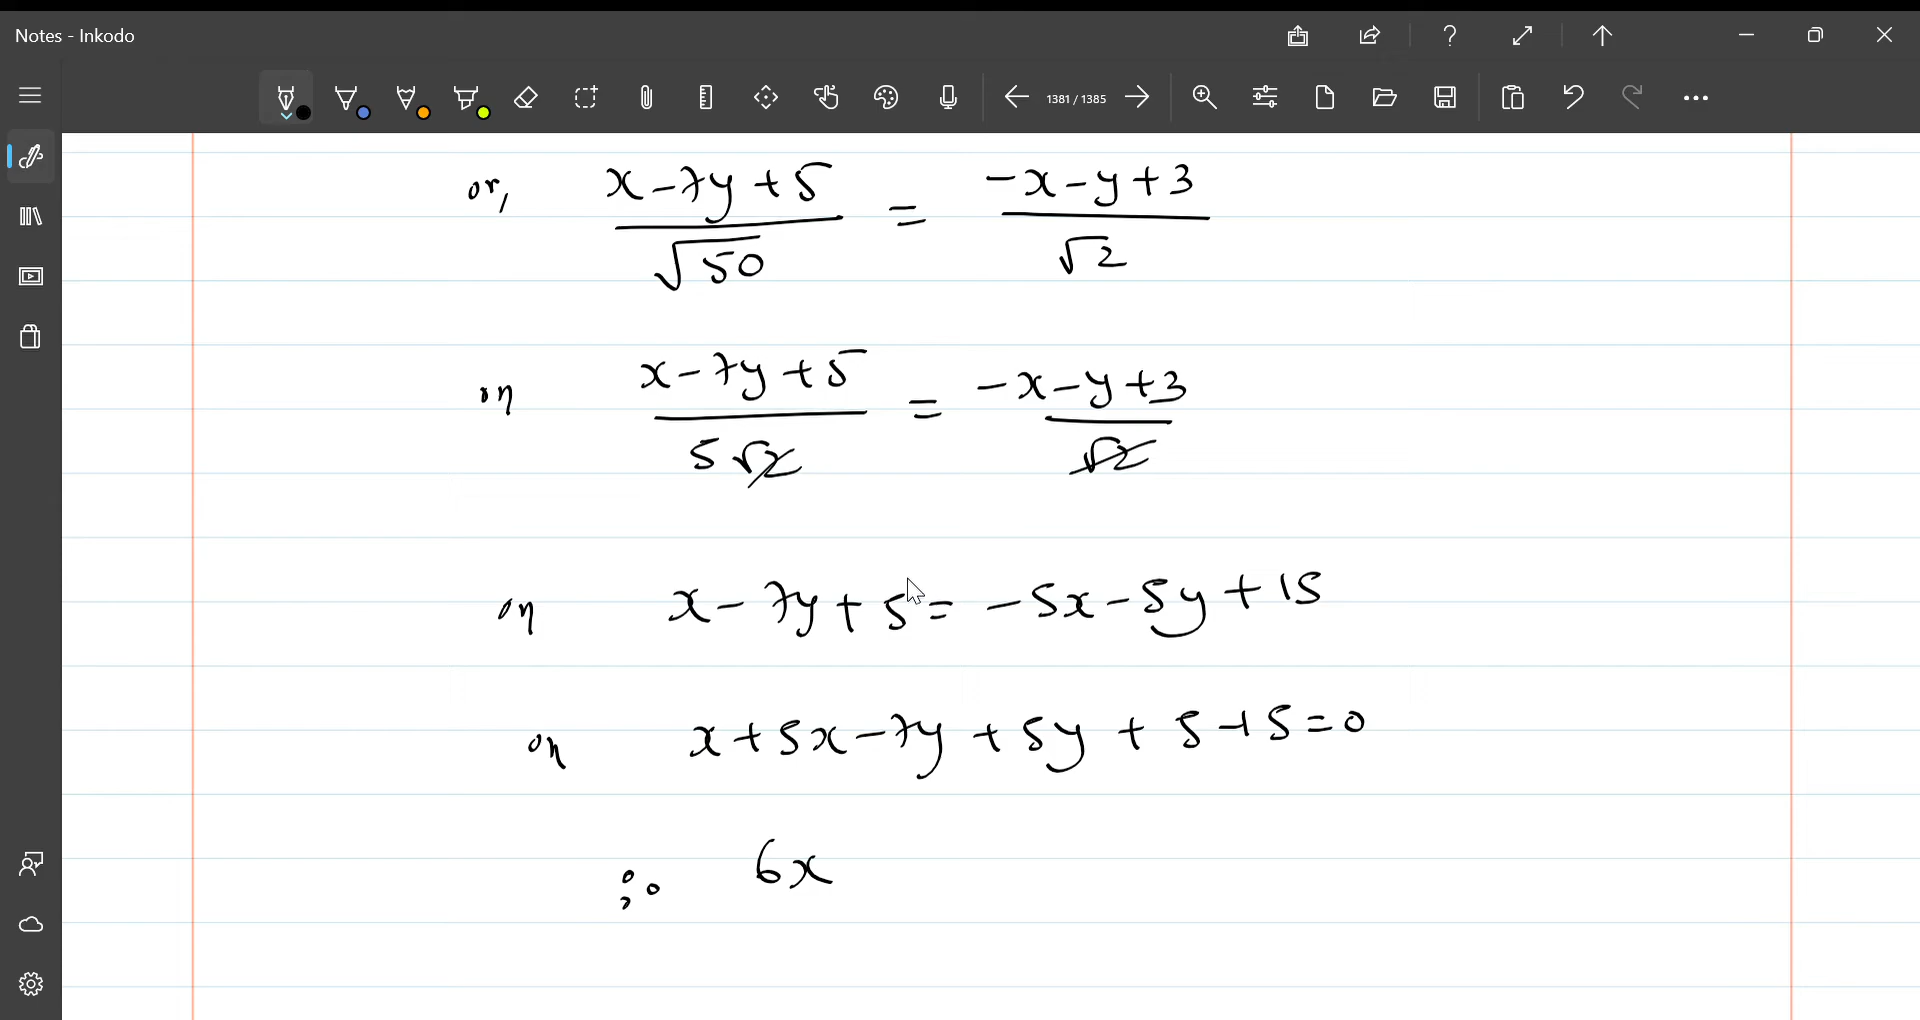 Notes - Inkodo
1381 / 1385
or, x-7y+5/√50 = -x-y+3/√2
or x-7y+5/5√2 = -x-y+3/√2
or x-7y+5 = -5x-5y+15
or x+5x-7y+5y+5-15=0
∴ 6x